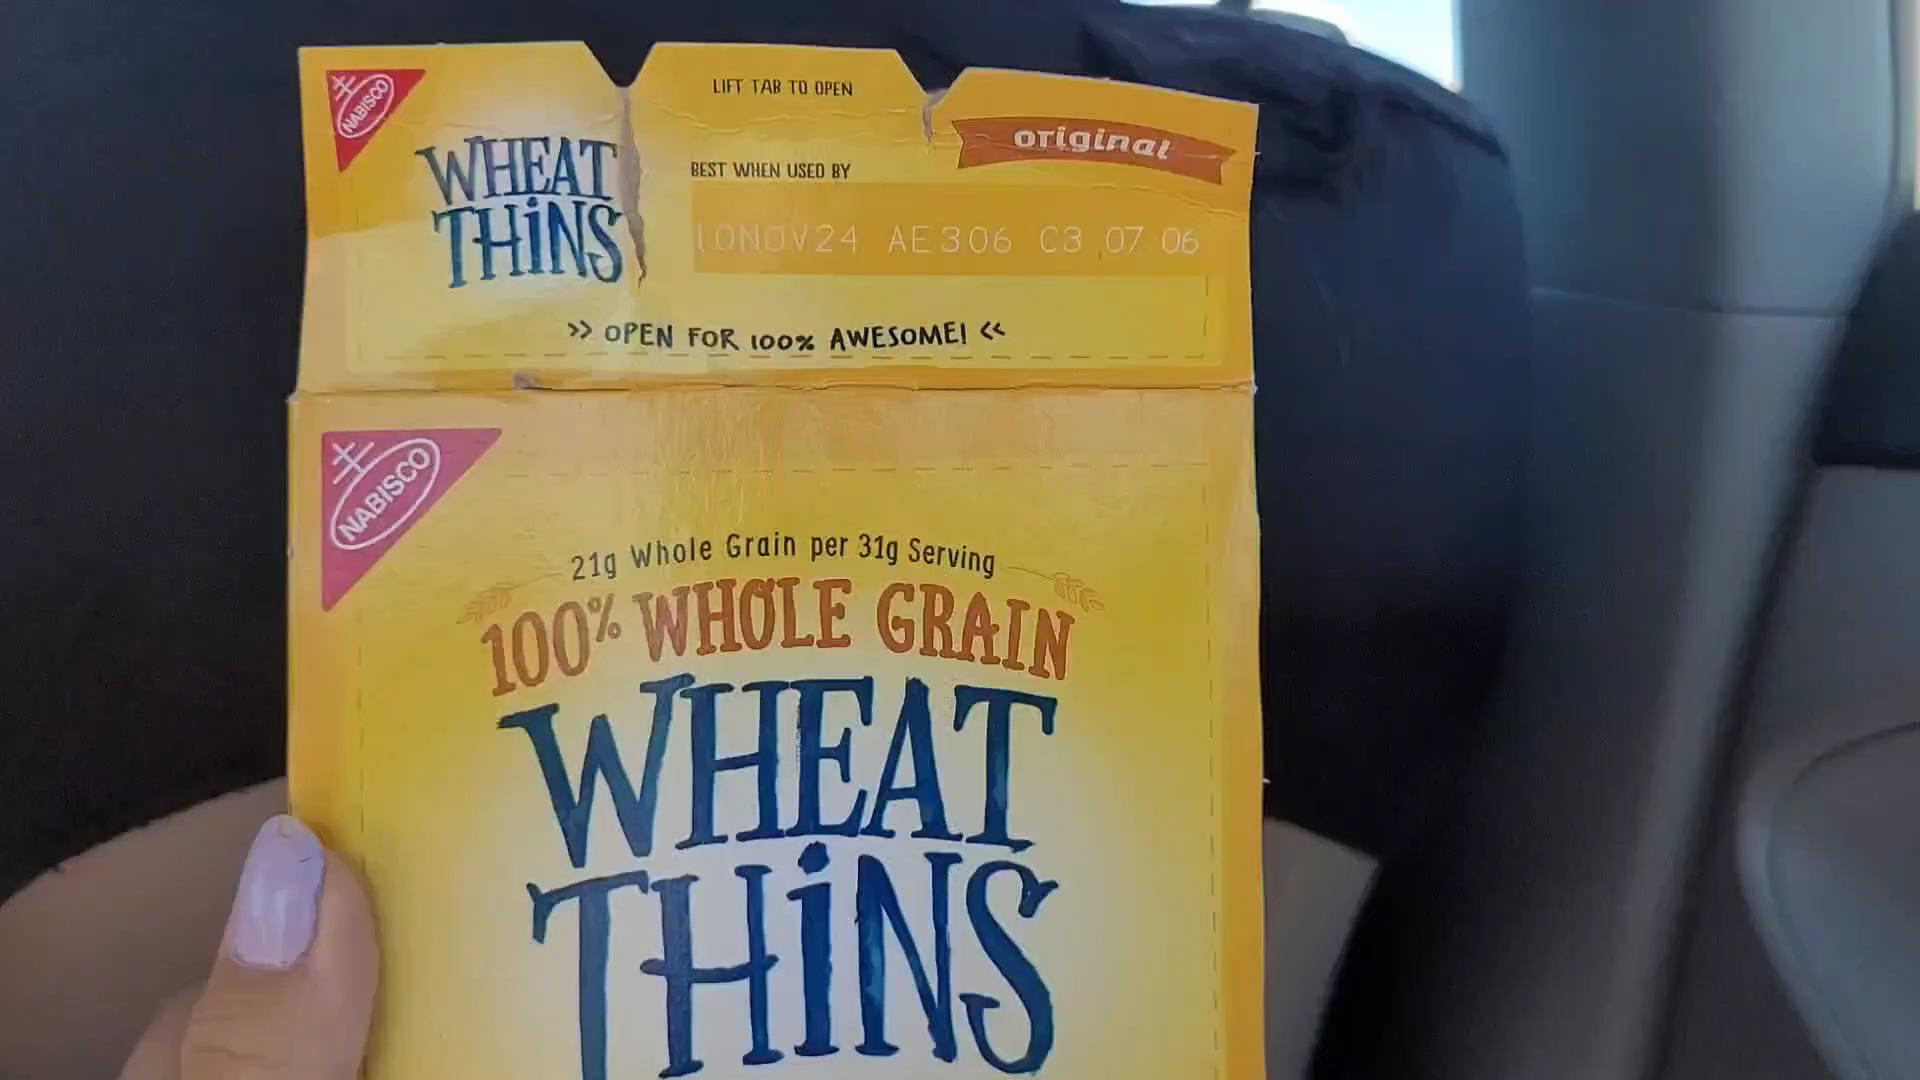 NABISCO
WHEAT
THiNS
LIFT TAB TO OPEN
original
BEST WHEN USED BY
10NOV24 AE306 C3 07 06
>> OPEN FOR 100% AWESOME! <<
NABISCO
21g Whole Grain per 31g Serving
100% WHOLE GRAIN
WHEAT
THiNS